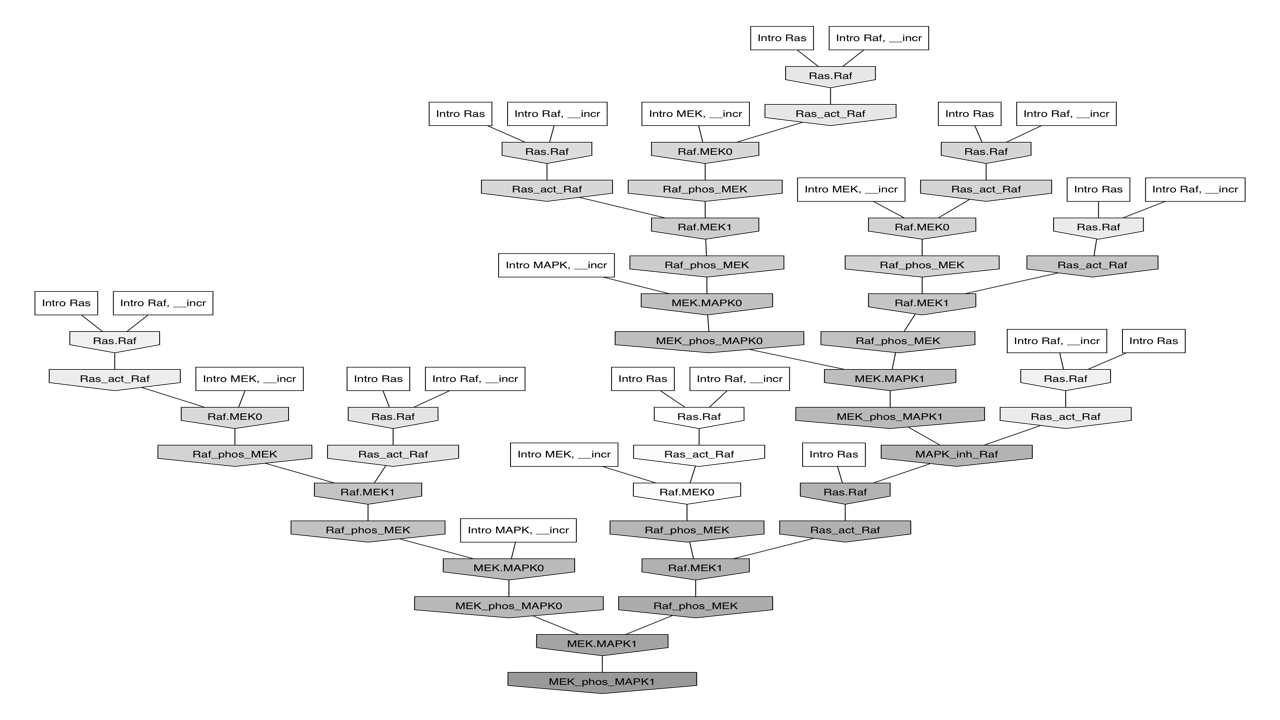 Intro Ras
Intro Raf, __incr
Ras.Raf
Intro Ras
Intro Raf, __incr
Intro MEK, __incr
Ras_act_Raf
Intro Ras
Intro Raf, __incr
Ras.Raf
Raf.MEK0
Ras.Raf
Ras_act_Raf
Raf_phos_MEK
Intro MEK, __incr
Ras_act_Raf
Intro Ras
Intro Raf, __incr
Raf.MEK1
Raf.MEK0
Ras.Raf
Intro MAPK, __incr
Raf_phos_MEK
Raf_phos_MEK
Ras_act_Raf
Intro Ras
Intro Raf, __incr
MEK.MAPK0
Raf.MEK1
Ras.Raf
MEK_phos_MAPK0
Raf_phos_MEK
Intro Raf, __incr
Intro Ras
Ras_act_Raf
Intro MEK, __incr
Intro Ras
Intro Raf, __incr
Intro Ras
Intro Raf, __incr
MEK.MAPK1
Ras.Raf
Raf.MEK0
Ras.Raf
Ras.Raf
MEK_phos_MAPK1
Ras_act_Raf
Raf_phos_MEK
Ras_act_Raf
Intro MEK, __incr
Ras_act_Raf
Intro Ras
MAPK_inh_Raf
Raf.MEK1
Raf.MEK0
Ras.Raf
Raf_phos_MEK
Intro MAPK, __incr
Raf_phos_MEK
Ras_act_Raf
MEK.MAPK0
Raf.MEK1
MEK_phos_MAPK0
Raf_phos_MEK
MEK.MAPK1
MEK_phos_MAPK1